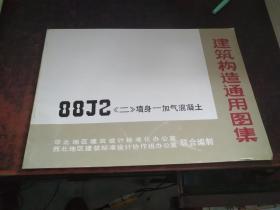 建筑构造通用图集
88J2《二》墙身—加气混凝土
华北地区建筑设计标准化办公室
西北地区建筑标准设计协作组办公室
联合编制